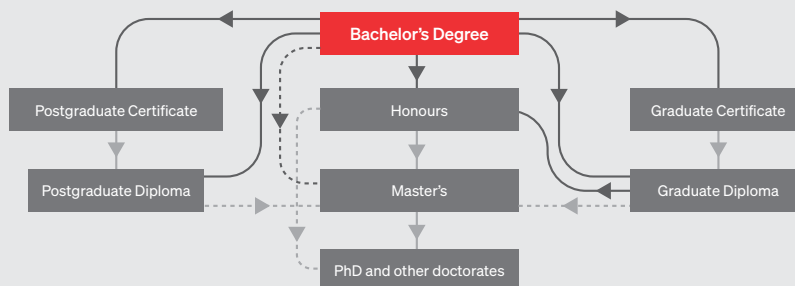 Bachelor’s Degree
Postgraduate Certificate
Honours
Graduate Certificate
Postgraduate Diploma
Master’s
Graduate Diploma
PhD and other doctorates